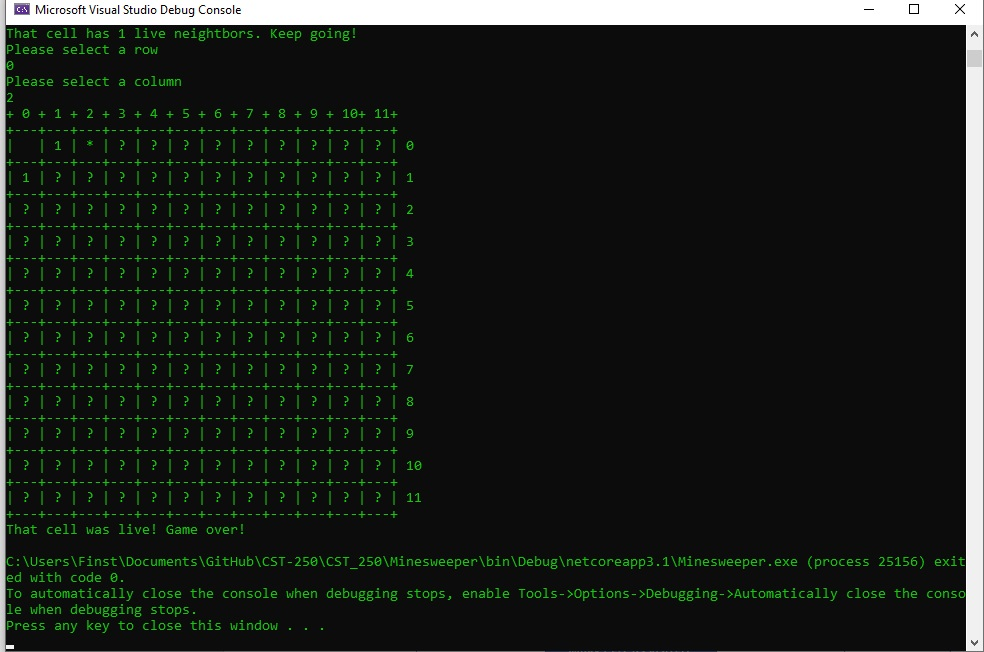 Microsoft Visual Studio Debug Console
That cell has 1 live neightbors. Keep going!
Please select a row
0
Please select a column
2
+ 0 + 1 + 2 + 3 + 4 + 5 + 6 + 7 + 8 + 9 + 10+ 11+
+---+---+---+---+---+---+---+---+---+---+---+---+
|   | 1 | * | ? | ? | ? | ? | ? | ? | ? | ? | ? | 0
+---+---+---+---+---+---+---+---+---+---+---+---+
| 1 | ? | ? | ? | ? | ? | ? | ? | ? | ? | ? | ? | 1
+---+---+---+---+---+---+---+---+---+---+---+---+
| ? | ? | ? | ? | ? | ? | ? | ? | ? | ? | ? | ? | 2
+---+---+---+---+---+---+---+---+---+---+---+---+
| ? | ? | ? | ? | ? | ? | ? | ? | ? | ? | ? | ? | 3
+---+---+---+---+---+---+---+---+---+---+---+---+
| ? | ? | ? | ? | ? | ? | ? | ? | ? | ? | ? | ? | 4
+---+---+---+---+---+---+---+---+---+---+---+---+
| ? | ? | ? | ? | ? | ? | ? | ? | ? | ? | ? | ? | 5
+---+---+---+---+---+---+---+---+---+---+---+---+
| ? | ? | ? | ? | ? | ? | ? | ? | ? | ? | ? | ? | 6
+---+---+---+---+---+---+---+---+---+---+---+---+
| ? | ? | ? | ? | ? | ? | ? | ? | ? | ? | ? | ? | 7
+---+---+---+---+---+---+---+---+---+---+---+---+
| ? | ? | ? | ? | ? | ? | ? | ? | ? | ? | ? | ? | 8
+---+---+---+---+---+---+---+---+---+---+---+---+
| ? | ? | ? | ? | ? | ? | ? | ? | ? | ? | ? | ? | 9
+---+---+---+---+---+---+---+---+---+---+---+---+
| ? | ? | ? | ? | ? | ? | ? | ? | ? | ? | ? | ? | 10
+---+---+---+---+---+---+---+---+---+---+---+---+
| ? | ? | ? | ? | ? | ? | ? | ? | ? | ? | ? | ? | 11
+---+---+---+---+---+---+---+---+---+---+---+---+
That cell was live! Game over!
C:\Users\Finst\Documents\GitHub\CST-250\CST_250\Minesweeper\bin\Debug\netcoreapp3.1\Minesweeper.exe (process 25156) exit
ed with code 0.
To automatically close the console when debugging stops, enable Tools->Options->Debugging->Automatically close the conso
le when debugging stops.
Press any key to close this window . . .